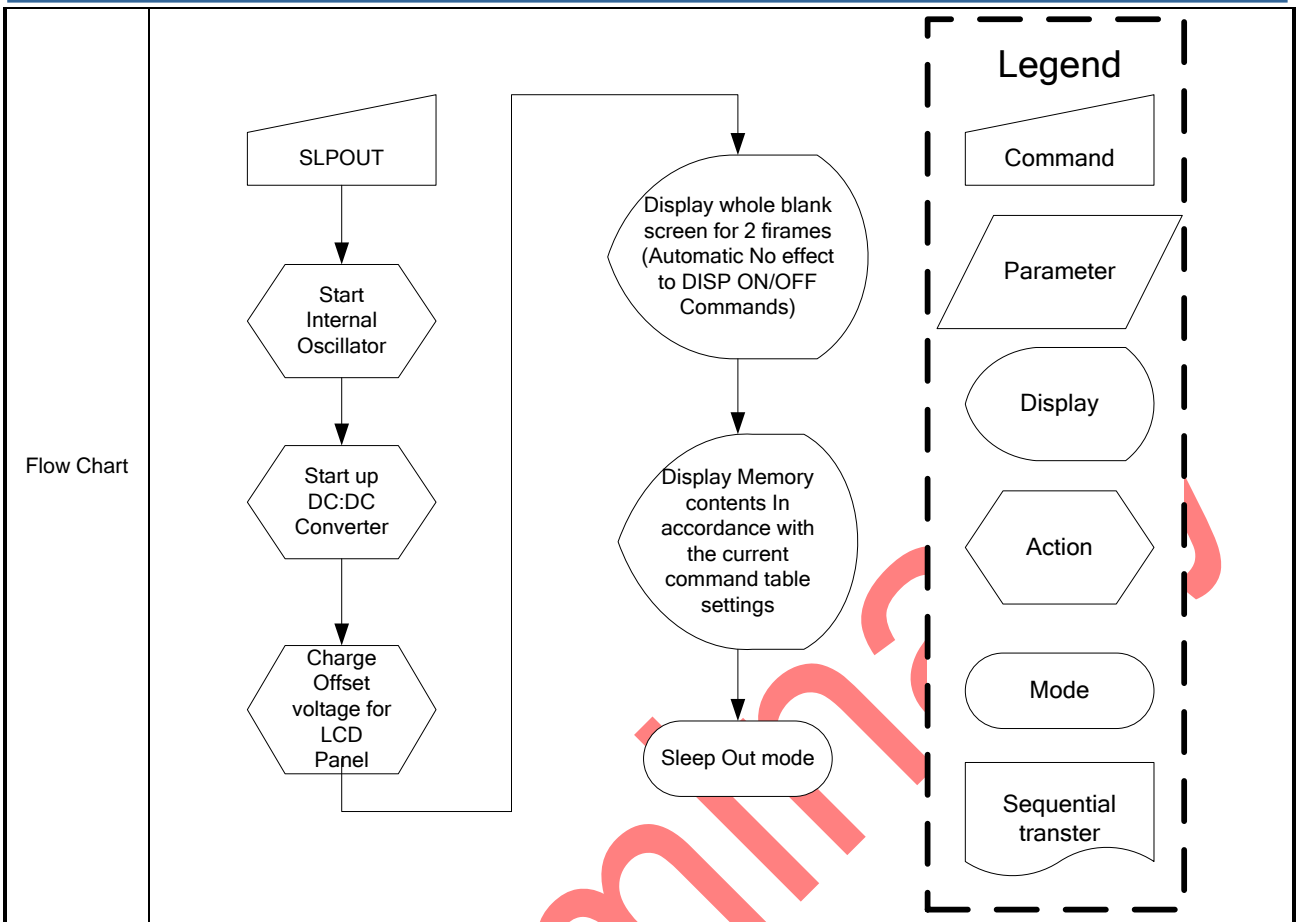 Flow Chart
SLPOUT
Start
Internal
Oscillator
Start up
DC:DC
Converter
Charge
Offset
voltage for
LCD
Panel
Display whole blank
screen for 2 firames
(Automatic No effect
to DISP ON/OFF
Commands)
Display Memory
contents In
accordance with
the current
command table
settings
Sleep Out mode
Legend
Command
Parameter
Display
Action
Mode
Sequential
transter